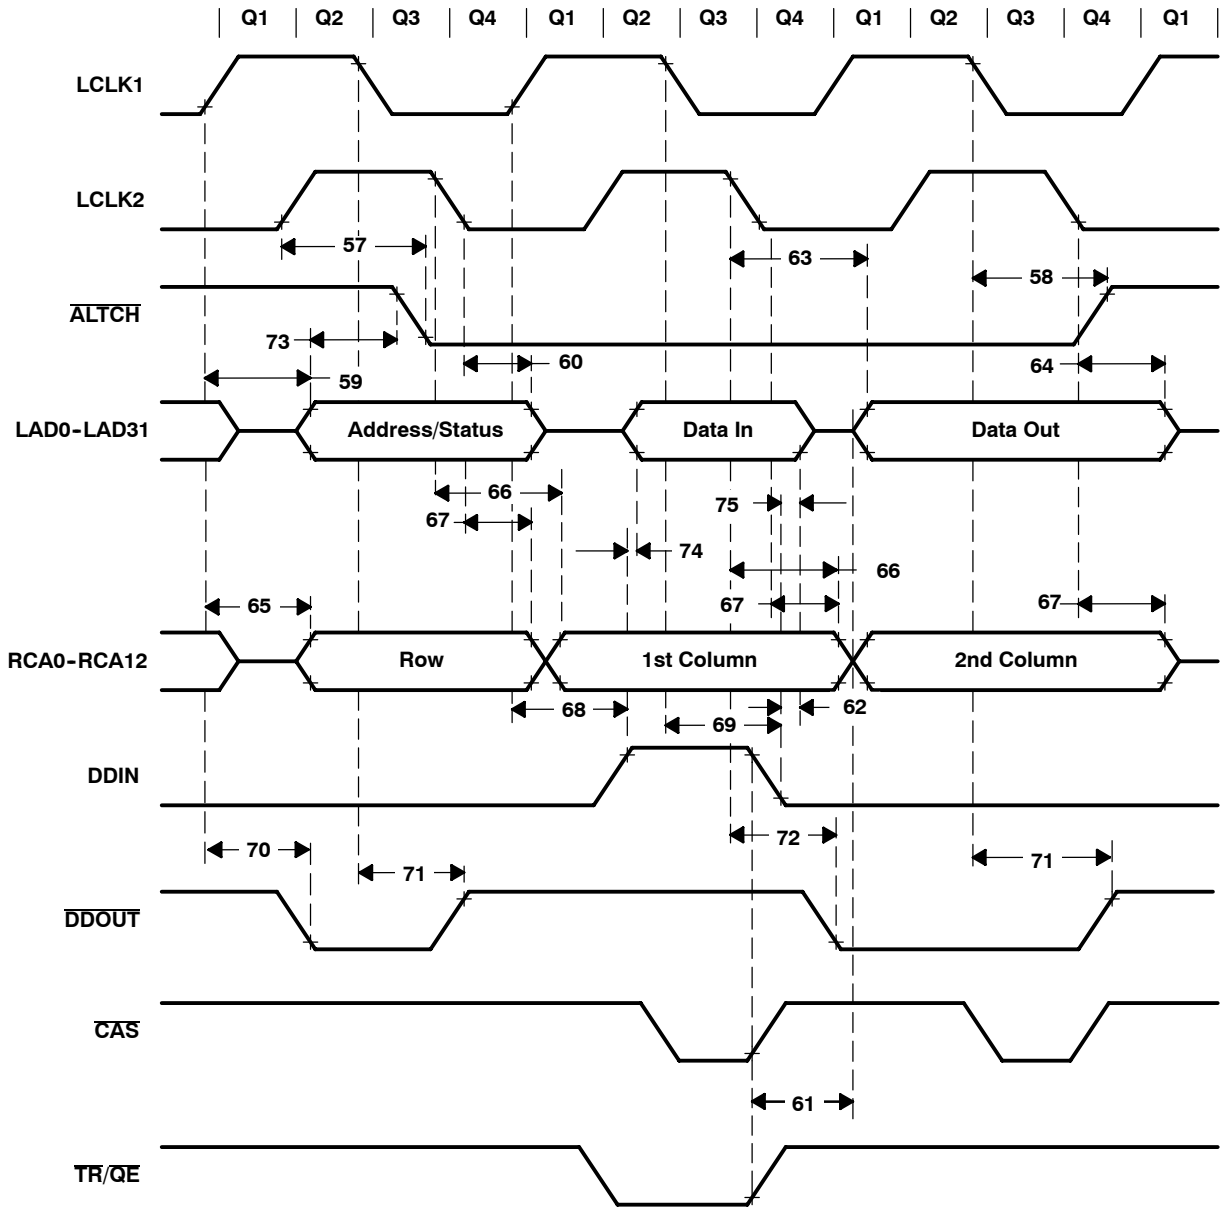 Q1 Q2 Q3 Q4 Q1 Q2 Q3 Q4 Q1 Q2 Q3 Q4 Q1
LCLK1
LCLK2
57
63
58
ALTCH
73
60
64
59
LAD0-LAD31 Address/Status Data In Data Out
66
75
67
74
66
65
67
67
RCA0-RCA12 Row 1st Column 2nd Column
68
62
69
DDIN
70
72
71
71
DDOUT
CAS
61
TR/QE